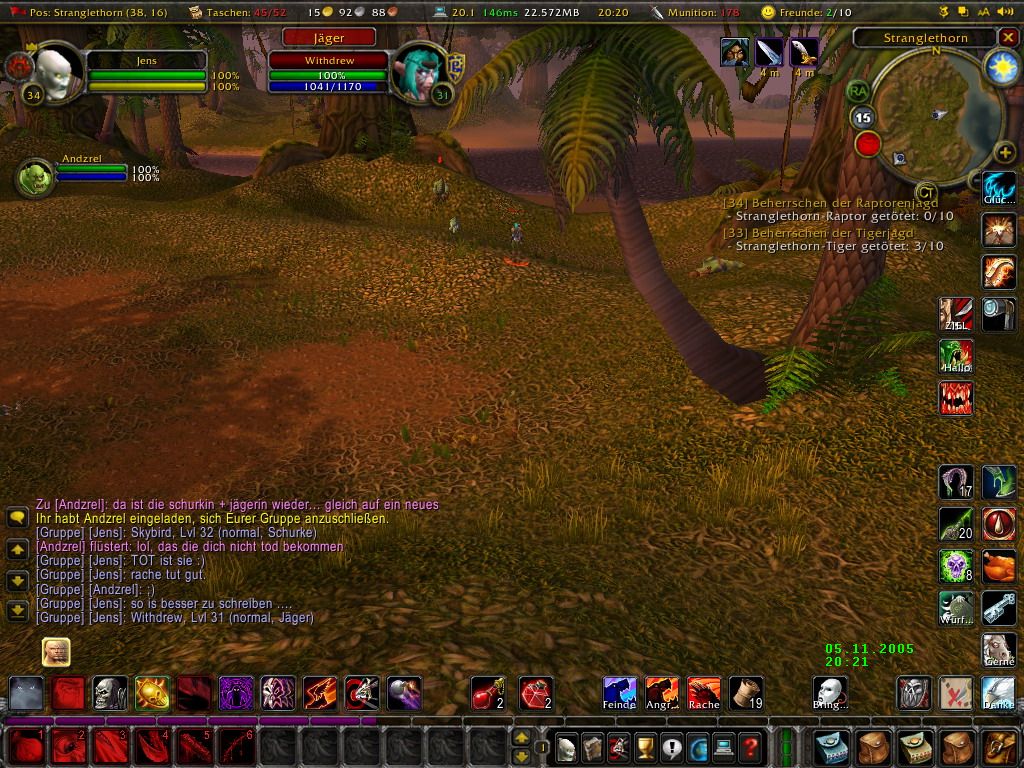 Pos: Stranglethorn (38, 16) Taschen: 45/52 15 92 88 20.1 146ms 22.572MB 20:20 Munition: 178 Freunde: 2/10
Jäger
Stranglethorn
Jens
Withdrew
N
100%
100%
34
100%
1041/1170
31
4 m
4 m
RA
15
CT
Andzrel
100%
100%
[34] Beherrschen der Raptorenjagd
- Stranglethorn-Raptor getötet: 0/10
[33] Beherrschen der Tigerjagd
- Stranglethorn-Tiger getötet: 3/10
Glüc...
ZIEL
Hallo
17
20
8
Würf...
Gerne
Zu [Andzrel]: da ist die schurkin + jägerin wieder... gleich auf ein neues
Ihr habt Andzrel eingeladen, sich Eurer Gruppe anzuschließen.
[Gruppe] [Jens]: Skybird, Lvl 32 (normal, Schurke)
[Andzrel] flüstert: lol, das die dich nicht tod bekommen
[Gruppe] [Jens]: TOT ist sie :)
[Gruppe] [Jens]: rache tut gut.
[Gruppe] [Andzrel]: ;)
[Gruppe] [Jens]: so is besser zu schreiben ....
[Gruppe] [Jens]: Withdrew, Lvl 31 (normal, Jäger)
05.11.2005
20:21
2
2
Feinde
Angr...
Rache
19
Bring...
Danke
1 2 3 4 5 6
1